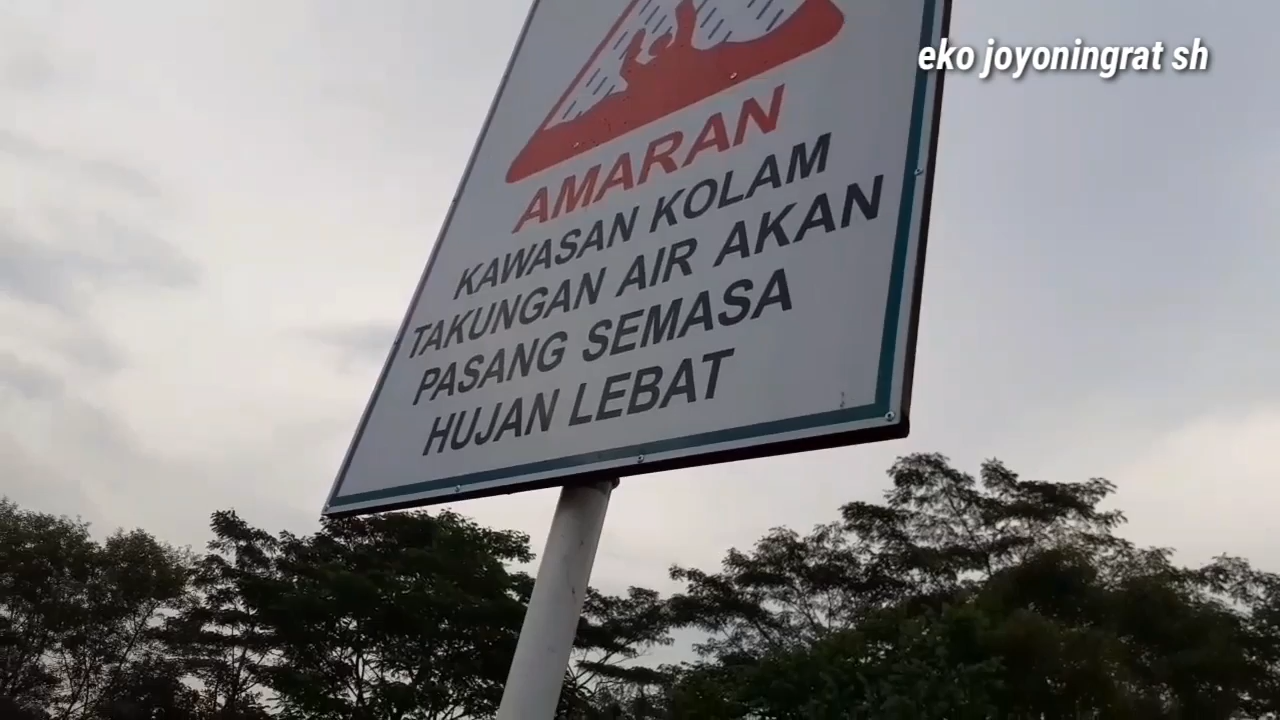 eko joyoningrat sh
AMARAN
KAWASAN KOLAM
TAKUNGAN AIR AKAN
PASANG SEMASA
HUJAN LEBAT